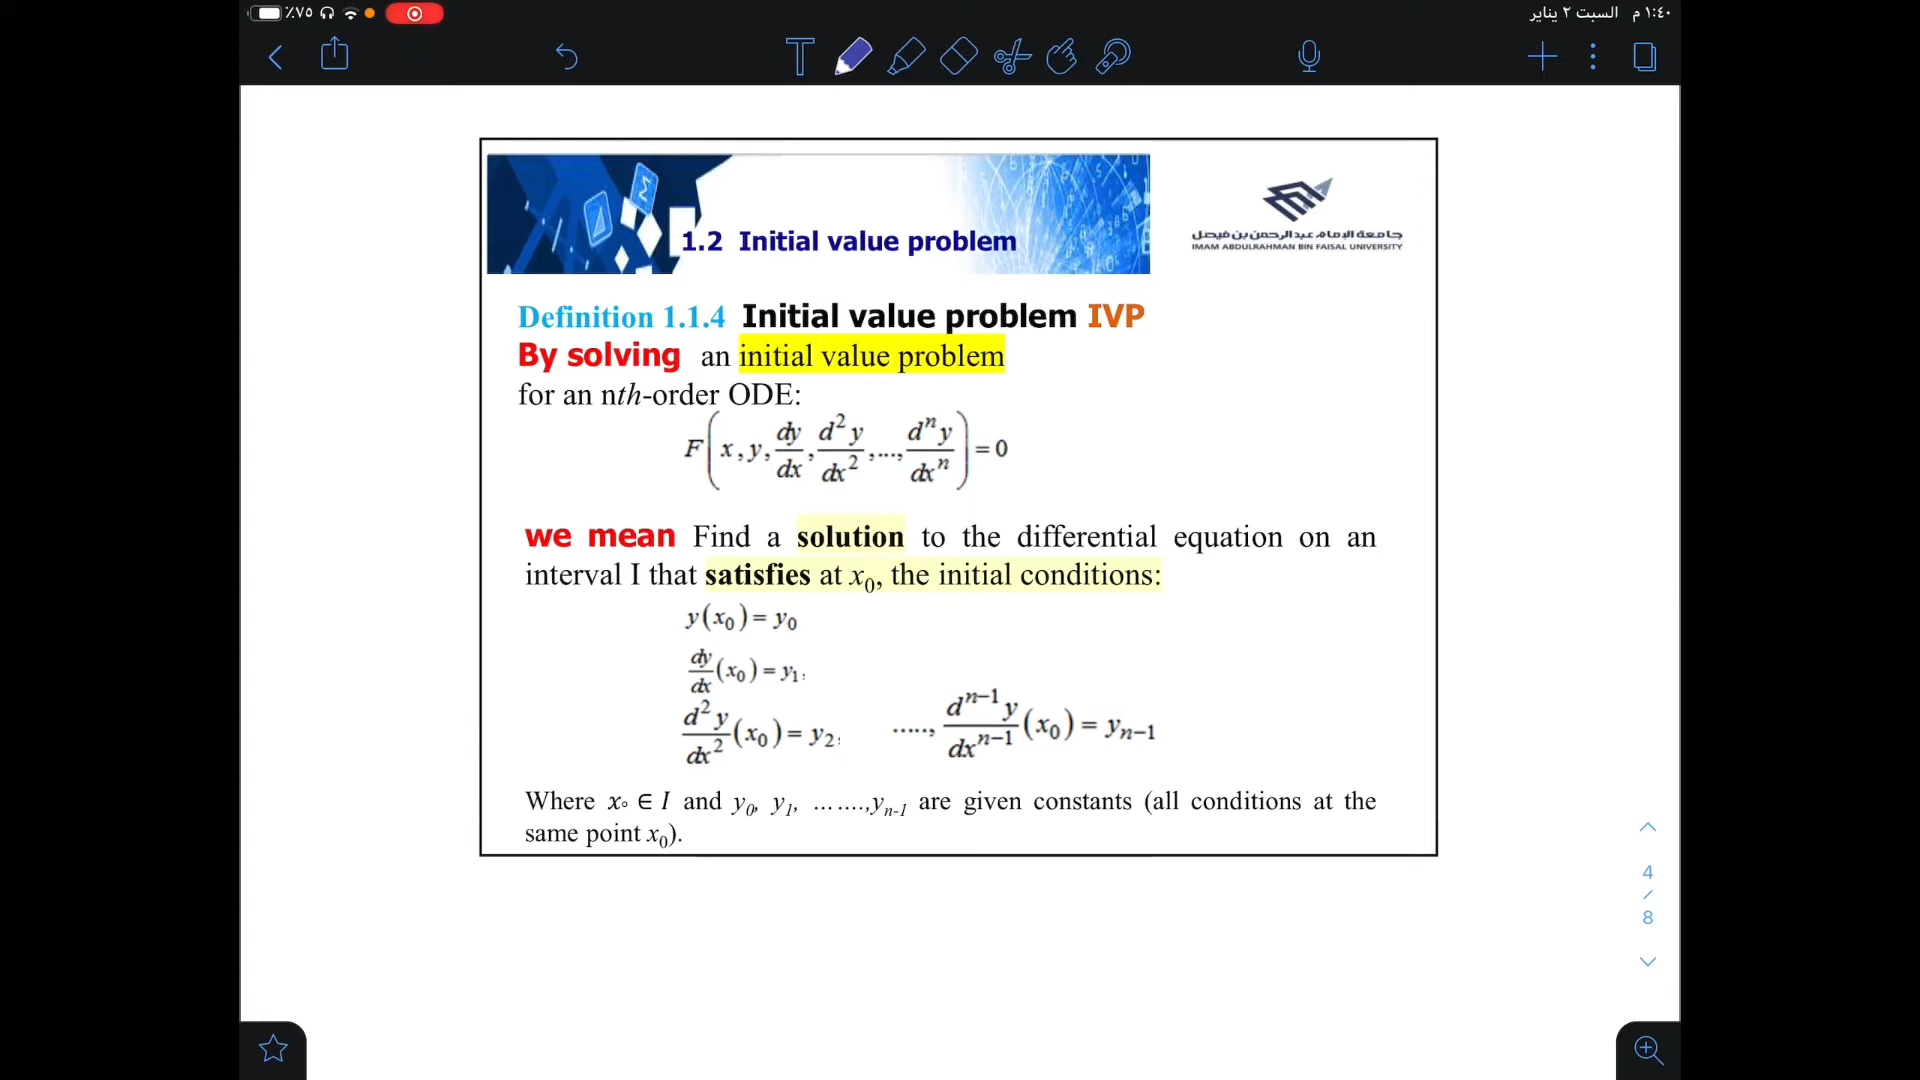 ٪٧٥
١:٤٠ م السبت ٢ يناير
1.2 Initial value problem
جامعة الإمام عبدالرحمن بن فيصل
IMAM ABDULRAHMAN BIN FAISAL UNIVERSITY
Definition 1.1.4 Initial value problem IVP
By solving an initial value problem
for an nth-order ODE:
F(x, y, dy/dx, d²y/dx², ..., dⁿy/dxⁿ) = 0
we mean Find a solution to the differential equation on an
interval I that satisfies at x₀, the initial conditions:
y(x₀) = y₀
dy/dx(x₀) = y₁,
d²y/dx²(x₀) = y₂, ....., dⁿ⁻¹y/dxⁿ⁻¹(x₀) = yₙ₋₁
Where x∘ ∈ I and y₀, y₁, .......,yₙ₋₁ are given constants (all conditions at the
same point x₀).
4
/
8